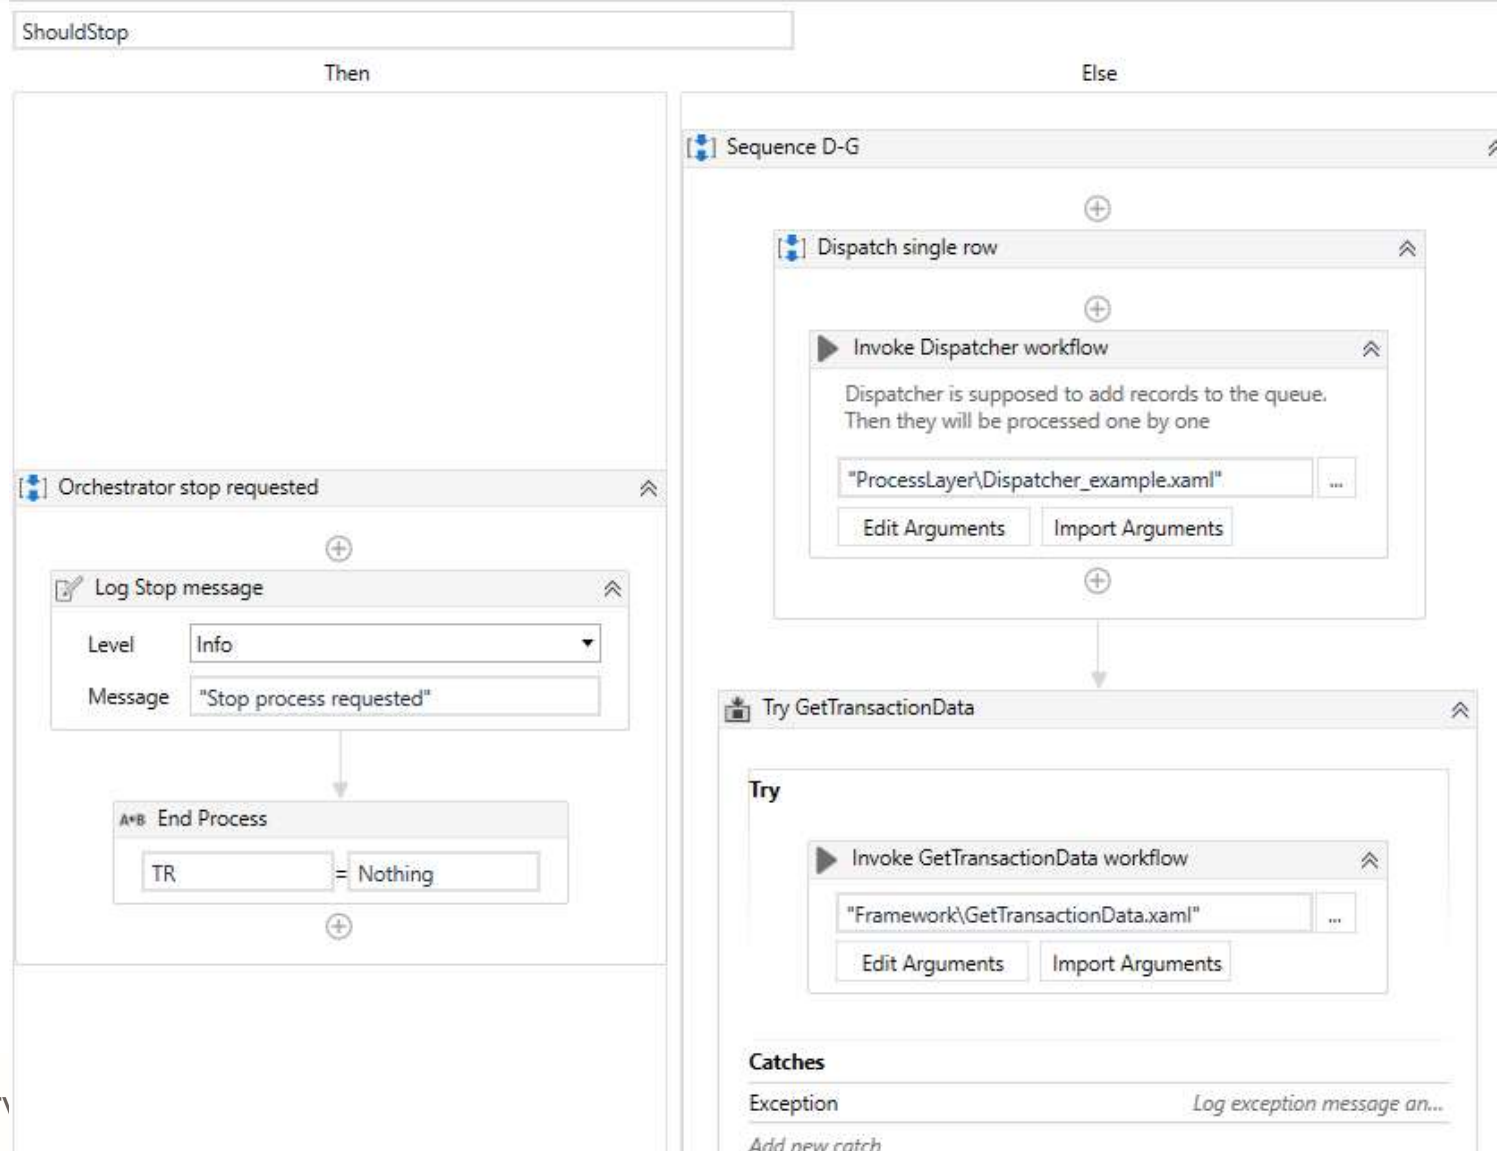 ShouldStop
Then
Else
Sequence D-G
Dispatch single row
Invoke Dispatcher workflow
Dispatcher is supposed to add records to the queue.
Then they will be processed one by one
"ProcessLayer\Dispatcher_example.xaml"
...
Edit Arguments
Import Arguments
Orchestrator stop requested
Log Stop message
Level
Info
Message
"Stop process requested"
A*B End Process
TR = Nothing
Try GetTransactionData
Try
Invoke GetTransactionData workflow
"Framework\GetTransactionData.xaml"
...
Edit Arguments
Import Arguments
Catches
Exception
Log exception message an...
Add new catch